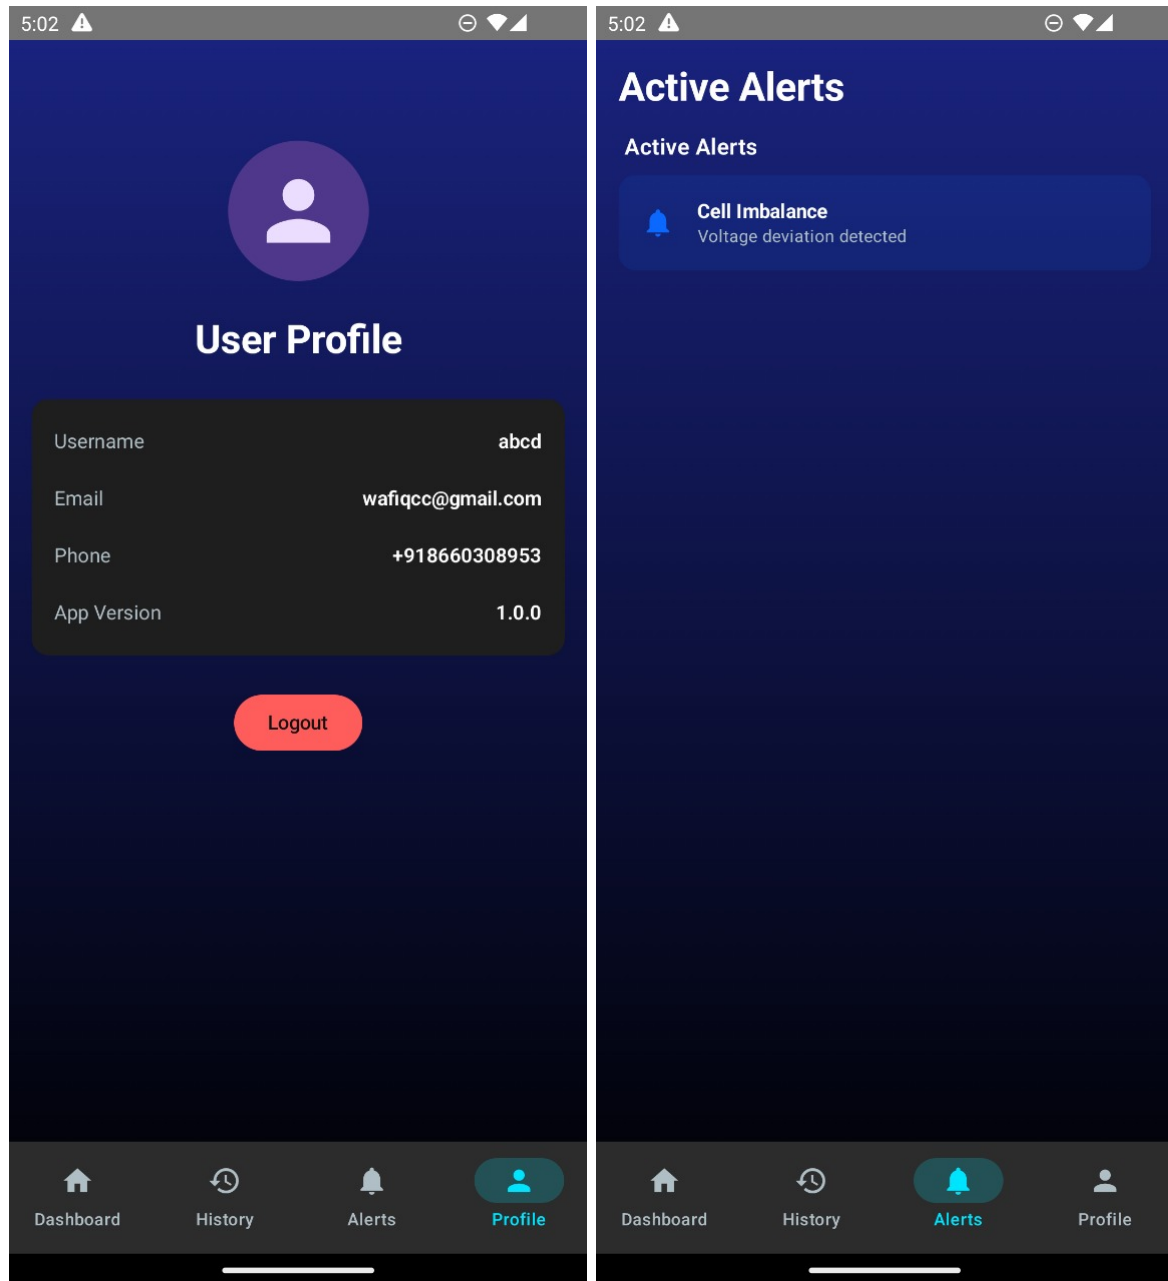 5:02
User Profile
Username abcd
Email wafiqcc@gmail.com
Phone +918660308953
App Version 1.0.0
Logout
Dashboard History Alerts Profile
5:02
Active Alerts
Active Alerts
Cell Imbalance
Voltage deviation detected
Dashboard History Alerts Profile